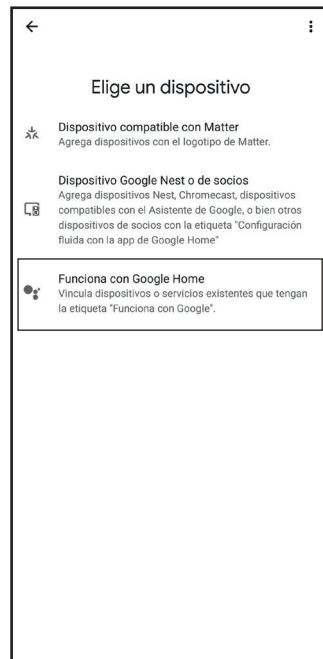 Elige un dispositivo
Dispositivo compatible con Matter
Agrega dispositivos con el logotipo de Matter.
Dispositivo Google Nest o de socios
Agrega dispositivos Nest, Chromecast, dispositivos
compatibles con el Asistente de Google, o bien otros
dispositivos de socios con la etiqueta "Configuración
fluida con la app de Google Home"
Funciona con Google Home
Vincula dispositivos o servicios existentes que tengan
la etiqueta "Funciona con Google".